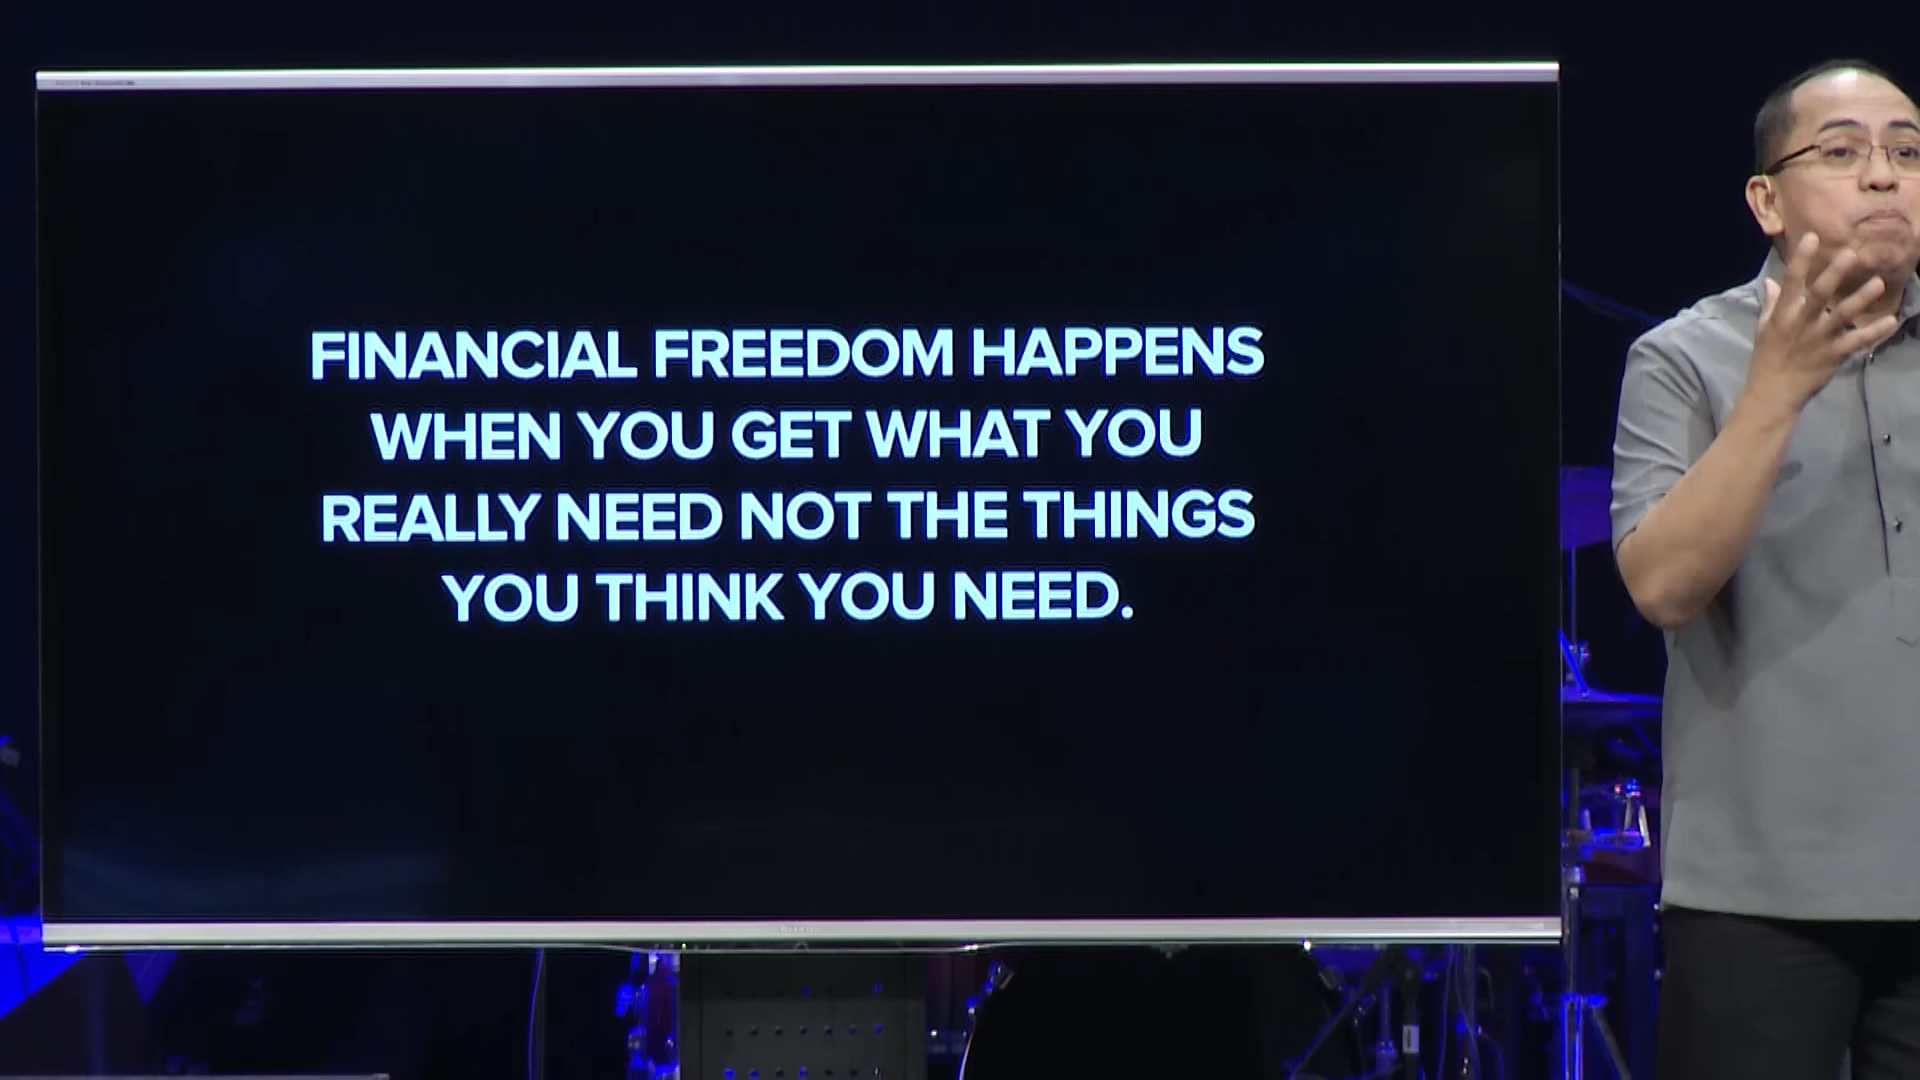 FINANCIAL FREEDOM HAPPENS
WHEN YOU GET WHAT YOU
REALLY NEED NOT THE THINGS
YOU THINK YOU NEED.